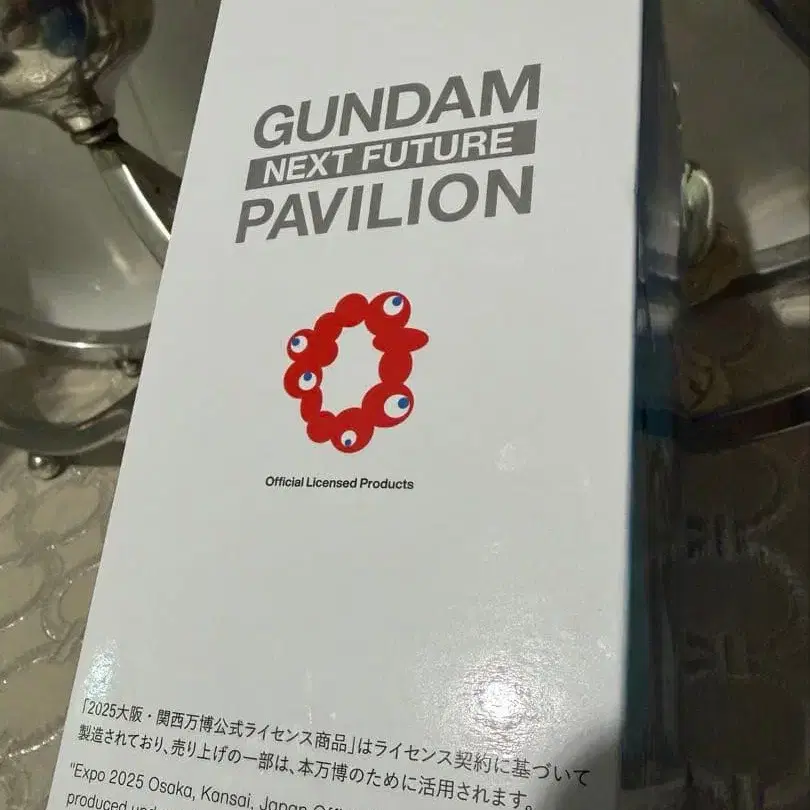 GUNDAM
NEXT FUTURE
PAVILION
Official Licensed Products
「2025大阪・関西万博公式ライセンス商品」はライセンス契約に基づいて
製造されており、売り上げの一部は、本万博のために活用されます。
"Expo 2025 Osaka, Kansai, Japan
produced